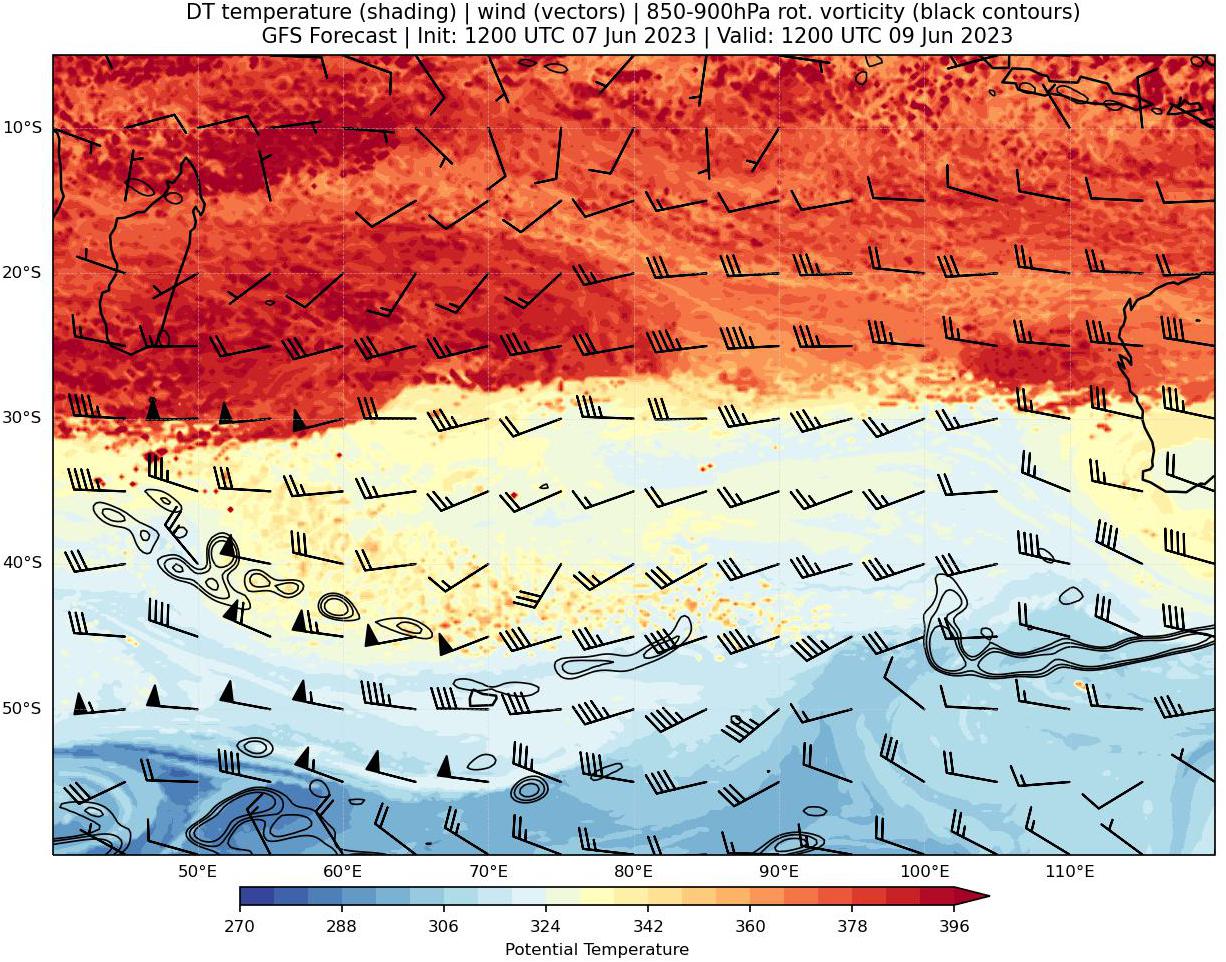 DT temperature (shading) | wind (vectors) | 850-900hPa rot. vorticity (black contours)
GFS Forecast | Init: 1200 UTC 07 Jun 2023 | Valid: 1200 UTC 09 Jun 2023
10°S
20°S
30°S
40°S
50°S
50°E 60°E 70°E 80°E 90°E 100°E 110°E
270 288 306 324 342 360 378 396
Potential Temperature